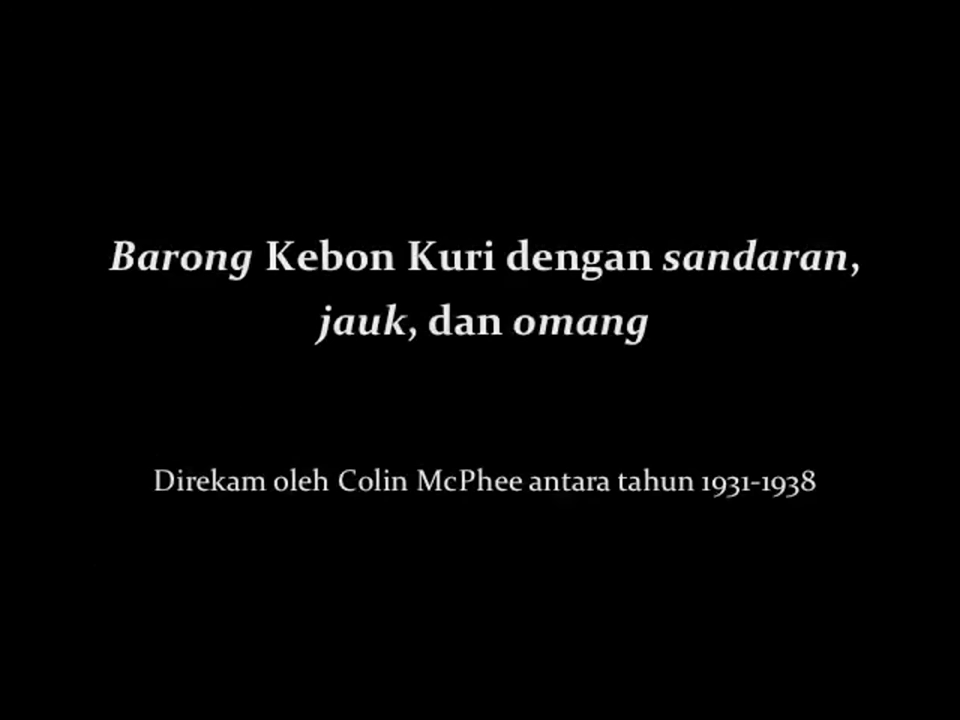 Barong Kebon Kuri dengan sandaran,
jauk, dan omang
Direkam oleh Colin McPhee antara tahun 1931-1938